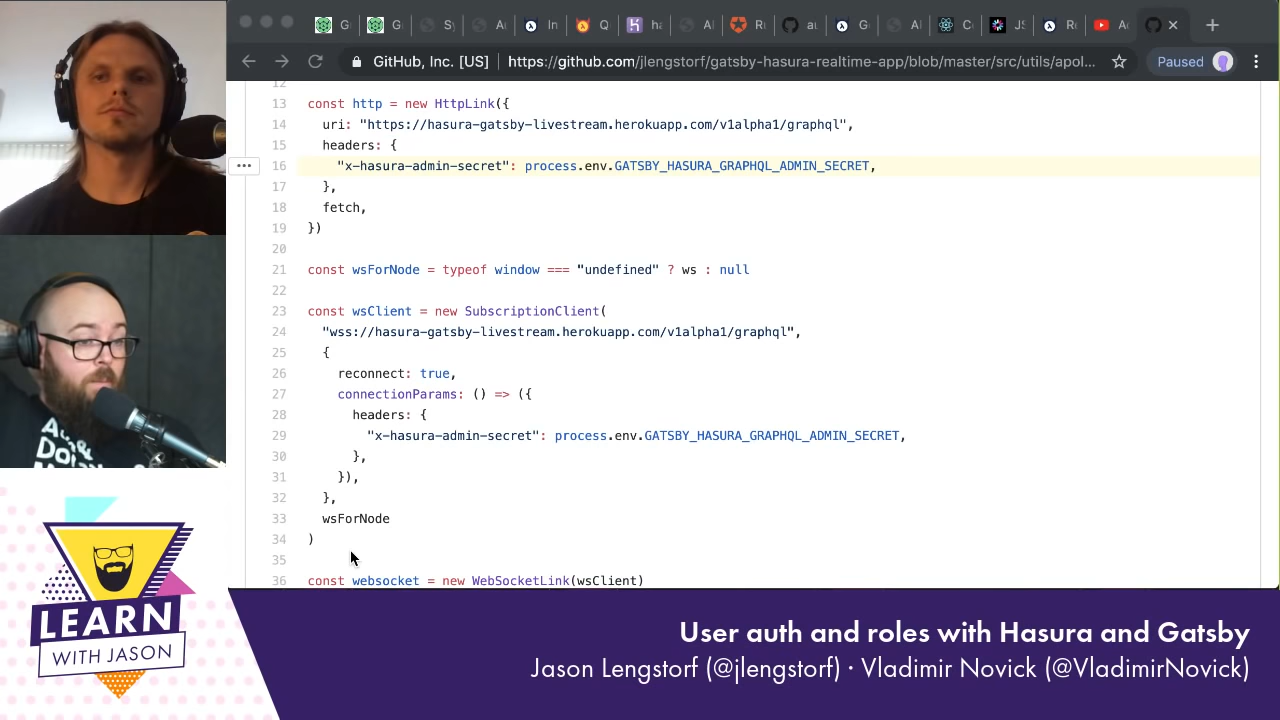 G
G
S
A
In
Q
ha
A
R
au
G
A
C
JS
R
A
GitHub, Inc. [US]
https://github.com/jlengstorf/gatsby-hasura-realtime-app/blob/master/src/utils/apol...
Paused
12
13 const http = new HttpLink({
14 uri: "https://hasura-gatsby-livestream.herokuapp.com/v1alpha1/graphql",
15 headers: {
16 "x-hasura-admin-secret": process.env.GATSBY_HASURA_GRAPHQL_ADMIN_SECRET,
17 },
18 fetch,
19 })
20
21 const wsForNode = typeof window === "undefined" ? ws : null
22
23 const wsClient = new SubscriptionClient(
24 "wss://hasura-gatsby-livestream.herokuapp.com/v1alpha1/graphql",
25 {
26 reconnect: true,
27 connectionParams: () => ({
28 headers: {
29 "x-hasura-admin-secret": process.env.GATSBY_HASURA_GRAPHQL_ADMIN_SECRET,
30 },
31 }),
32 },
33 wsForNode
34 )
35
36 const websocket = new WebSocketLink(wsClient)
LEARN
WITH JASON
User auth and roles with Hasura and Gatsby
Jason Lengstorf (@jlengstorf) · Vladimir Novick (@VladimirNovick)